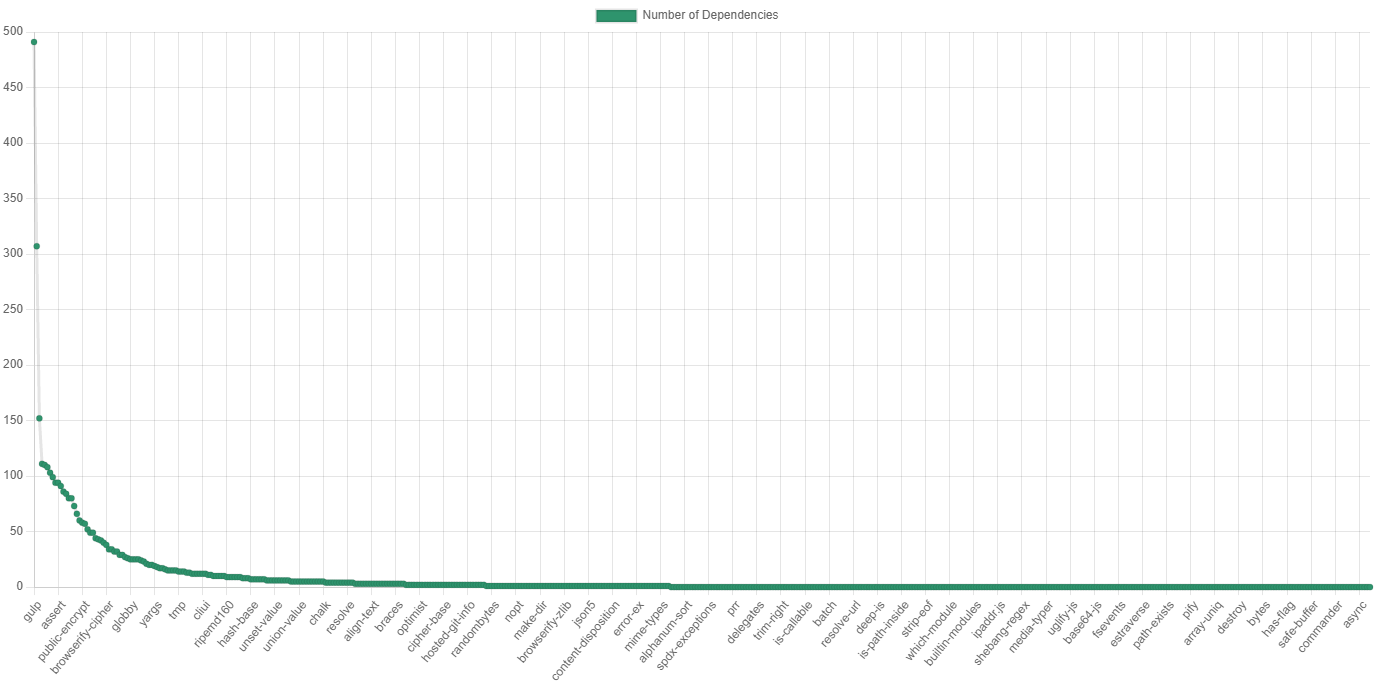 Number of Dependencies
500
450
400
350
300
250
200
150
100
50
0
gulp
assert
public-encrypt
browserify-cipher
globby
yargs
tmp
cliui
ripemd160
hash-base
unset-value
union-value
chalk
resolve
align-text
braces
optimist
cipher-base
hosted-git-info
randombytes
nopt
make-dir
browserify-zlib
json5
content-disposition
error-ex
mime-types
alphanum-sort
spdx-exceptions
prr
delegates
trim-right
is-callable
batch
resolve-url
deep-is
is-path-inside
strip-eof
which-module
builtin-modules
ipaddr.js
shebang-regex
media-typer
uglify-js
base64-js
fsevents
estraverse
path-exists
pify
array-uniq
destroy
bytes
has-flag
safe-buffer
commander
async